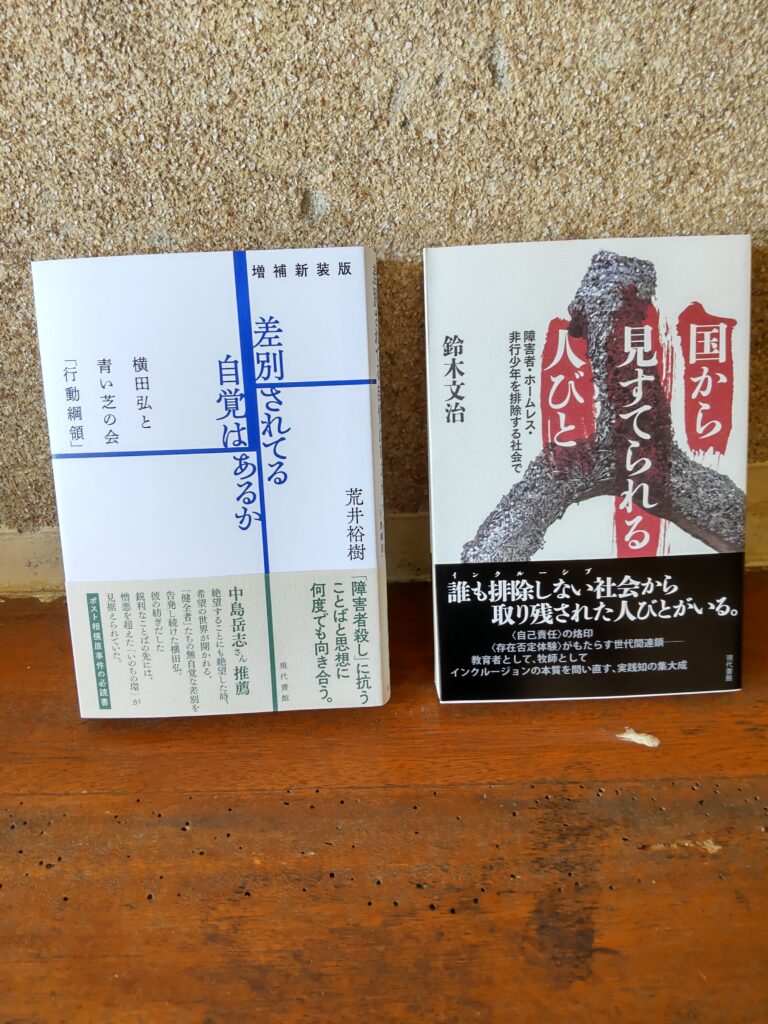 増補新装版
差別されてる
自覚はあるか
横田弘と
青い芝の会
「行動綱領」
荒井裕樹
「障害者殺し」に抗う
ことばと思想に
何度でも向き合う。
現代書館
中島岳志さん 推薦
絶望することにも絶望した時、
希望の世界が開かれる。
「健全者」たちの無自覚な差別を
告発し続けた横田弘。
彼の紡ぎだした
鋭利なことばの先には、
憎悪を超えた「いのちの環」が
見据えられていた。
ポスト相模原事件の必読書
国から
見すてられる
人びと
障害者・ホームレス・
非行少年を排除する社会で
鈴木文治
インクルーシブ
誰も排除しない社会から
取り残された人びとがいる。
〈自己責任〉の烙印
〈存在否定体験〉がもたらす世代間連鎖──
教育者として、牧師として
インクルージョンの本質を問い直す、実践知の集大成
現代書館